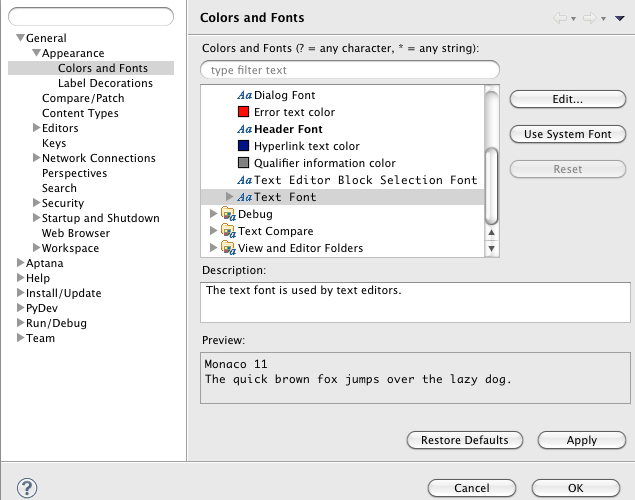 General
Appearance
Colors and Fonts
Label Decorations
Compare/Patch
Content Types
Editors
Keys
Network Connections
Perspectives
Search
Security
Startup and Shutdown
Web Browser
Workspace
Aptana
Help
Install/Update
PyDev
Run/Debug
Team
Colors and Fonts
Colors and Fonts (? = any character, * = any string):
type filter text
Aa Dialog Font
Error text color
Aa Header Font
Hyperlink text color
Qualifier information color
Aa Text Editor Block Selection Font
Aa Text Font
Debug
Text Compare
View and Editor Folders
Edit...
Use System Font
Reset
Description:
The text font is used by text editors.
Preview:
Monaco 11
The quick brown fox jumps over the lazy dog.
Restore Defaults
Apply
?
Cancel
OK